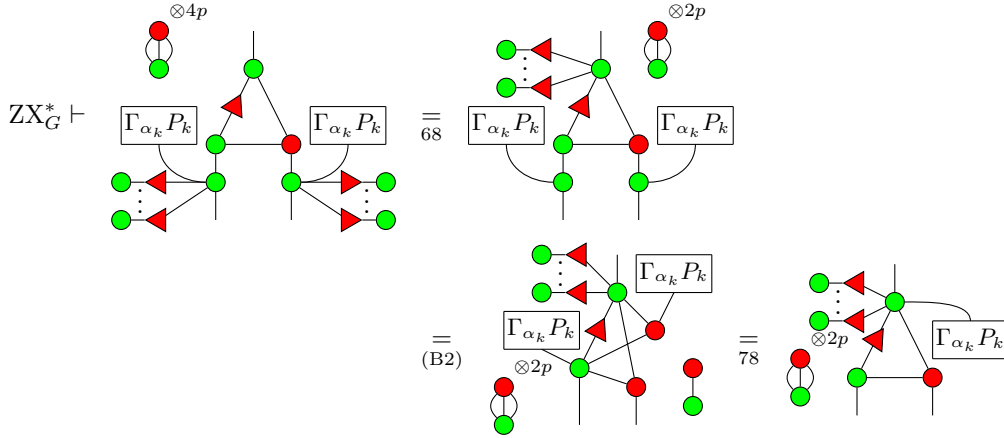 ⊗4p ⊗2p
ZX*_G ⊢ Γ_{α_k}P_k Γ_{α_k}P_k =_{68} Γ_{α_k}P_k Γ_{α_k}P_k
Γ_{α_k}P_k
=_{(B2)} Γ_{α_k}P_k =_{78} Γ_{α_k}P_k
⊗2p ⊗2p